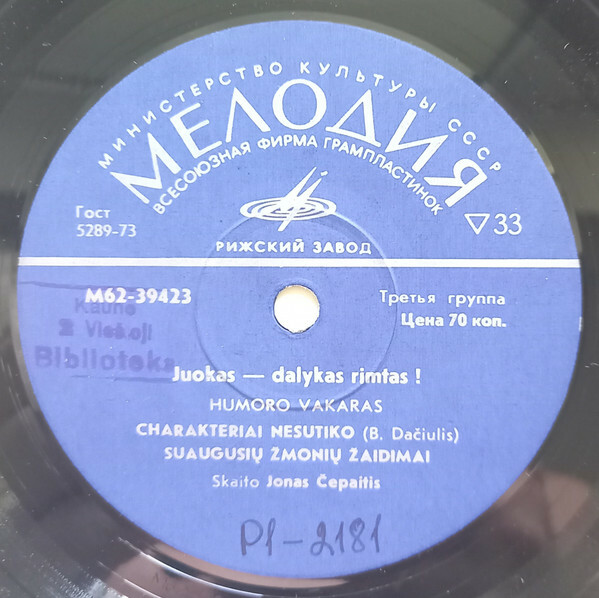 МИНИСТЕРСТВО КУЛЬТУРЫ СССР
МЕЛОДИЯ
ВСЕСОЮЗНАЯ ФИРМА ГРАМПЛАСТИНОК
Гост
5289-73
▽33
РИЖСКИЙ ЗАВОД
М62-39423
Третья группа
Цена 70 коп.
Kauno
2 Viešoji
Biblioteka
Juokas — dalykas rimtas !
HUMORO VAKARAS
CHARAKTERIAI NESUTIKO (B. Dačiulis)
SUAUGUSIŲ ŽMONIŲ ŽAIDIMAI
Skaito Jonas Čepaitis
P1-2181